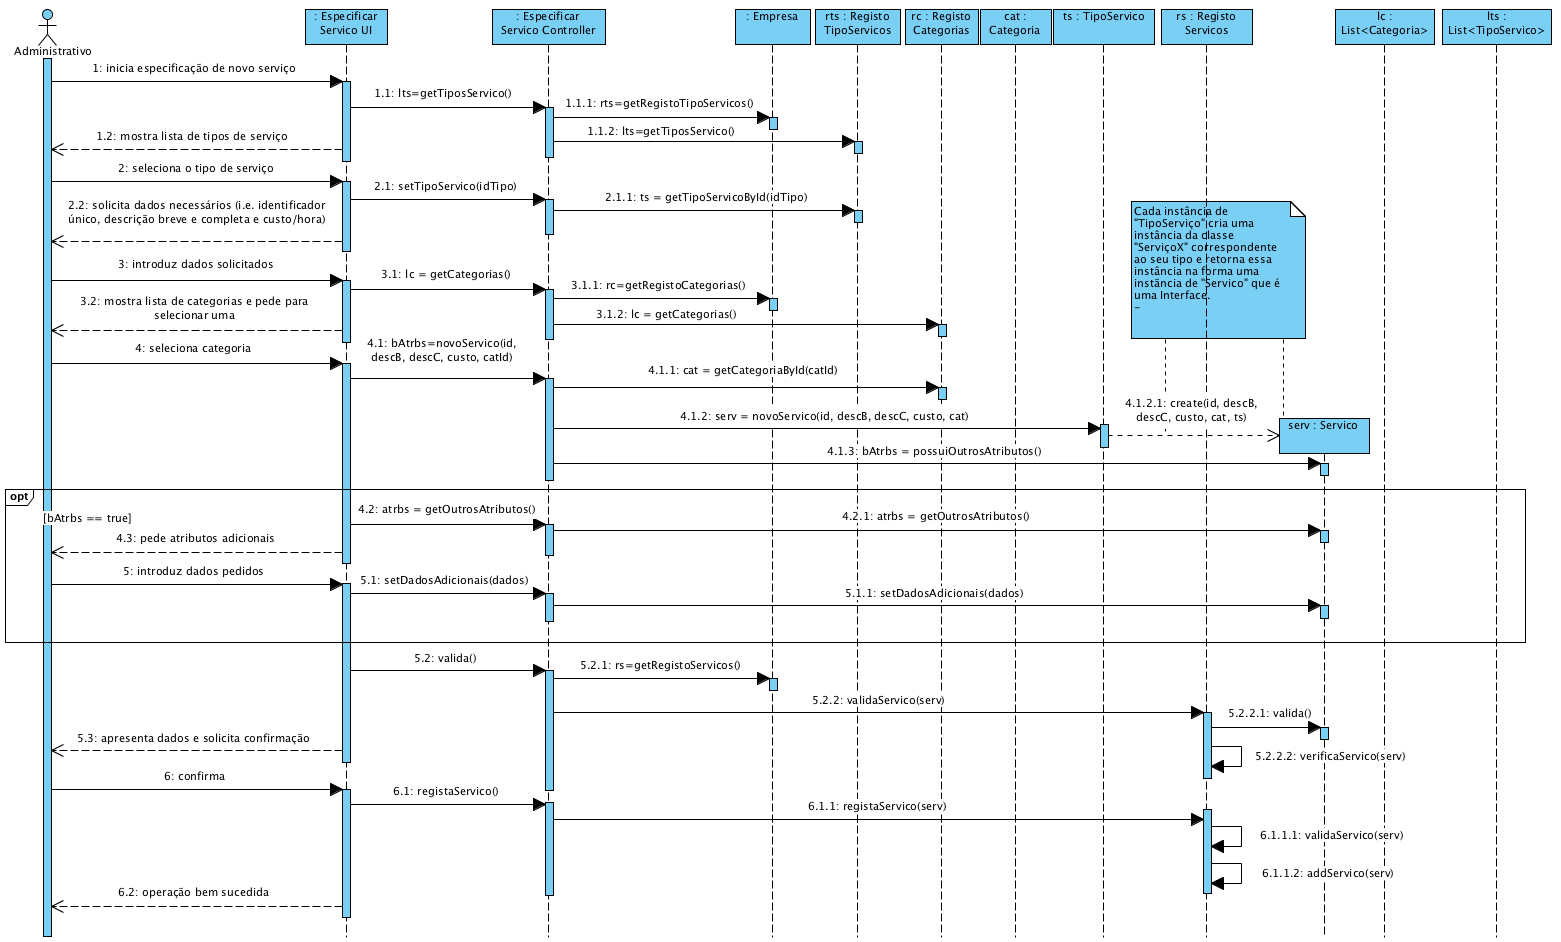 : Especificar
Servico UI
: Especificar
Servico Controller
: Empresa
rts : Registo
TipoServicos
rc : Registo
Categorias
cat :
Categoria
ts : TipoServico
rs : Registo
Servicos
lc :
List<Categoria>
lts :
List<TipoServico>
Administrativo
1: inicia especificação de novo serviço
1.1: lts=getTiposServico()
1.1.1: rts=getRegistoTipoServicos()
1.1.2: lts=getTiposServico()
1.2: mostra lista de tipos de serviço
2: seleciona o tipo de serviço
2.1: setTipoServico(idTipo)
2.1.1: ts = getTipoServicoById(idTipo)
2.2: solicita dados necessários (i.e. identificador
único, descrição breve e completa e custo/hora)
Cada instância de
"TipoServiço" cria uma
instância da classe
"ServiçoX" correspondente
ao seu tipo e retorna essa
instância na forma uma
instância de "Servico" que é
uma Interface.
–
3: introduz dados solicitados
3.1: lc = getCategorias()
3.1.1: rc=getRegistoCategorias()
3.1.2: lc = getCategorias()
3.2: mostra lista de categorias e pede para
selecionar uma
4: seleciona categoria
4.1: bAtrbs=novoServico(id,
descB, descC, custo, catId)
4.1.1: cat = getCategoriaById(catId)
4.1.2: serv = novoServico(id, descB, descC, custo, cat)
4.1.2.1: create(id, descB,
descC, custo, cat, ts)
serv : Servico
4.1.3: bAtrbs = possuiOutrosAtributos()
opt
[bAtrbs == true]
4.2: atrbs = getOutrosAtributos()
4.2.1: atrbs = getOutrosAtributos()
4.3: pede atributos adicionais
5: introduz dados pedidos
5.1: setDadosAdicionais(dados)
5.1.1: setDadosAdicionais(dados)
5.2: valida()
5.2.1: rs=getRegistoServicos()
5.2.2: validaServico(serv)
5.2.2.1: valida()
5.2.2.2: verificaServico(serv)
5.3: apresenta dados e solicita confirmação
6: confirma
6.1: registaServico()
6.1.1: registaServico(serv)
6.1.1.1: validaServico(serv)
6.1.1.2: addServico(serv)
6.2: operação bem sucedida